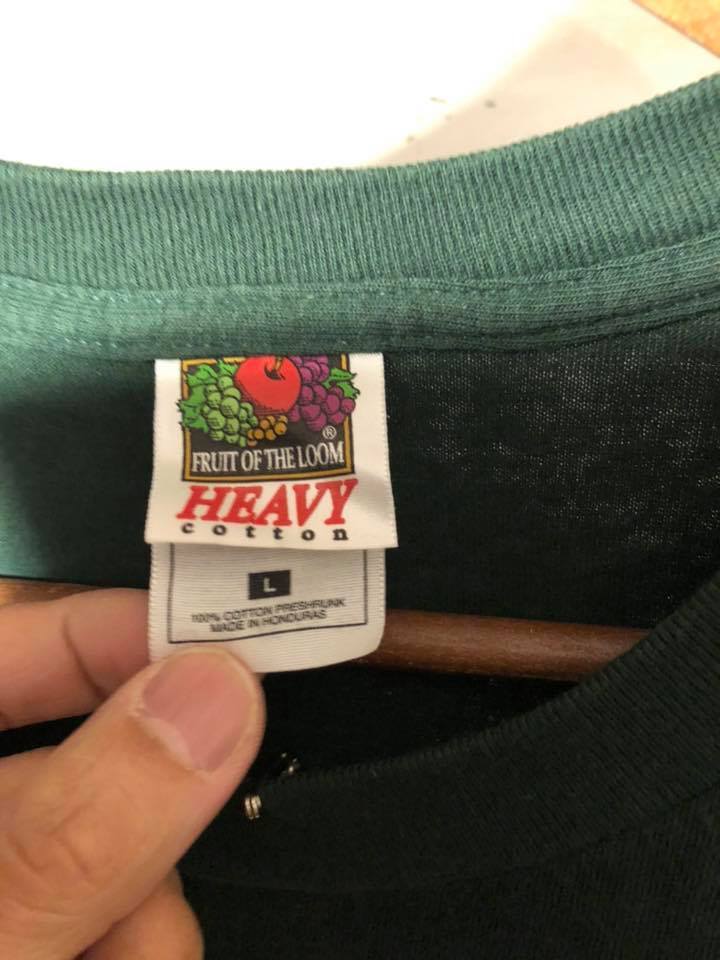 ®
FRUIT OF THE LOOM
HEAVY
cotton
L
100% COTTON PRESHRUNK
MADE IN HONDURAS